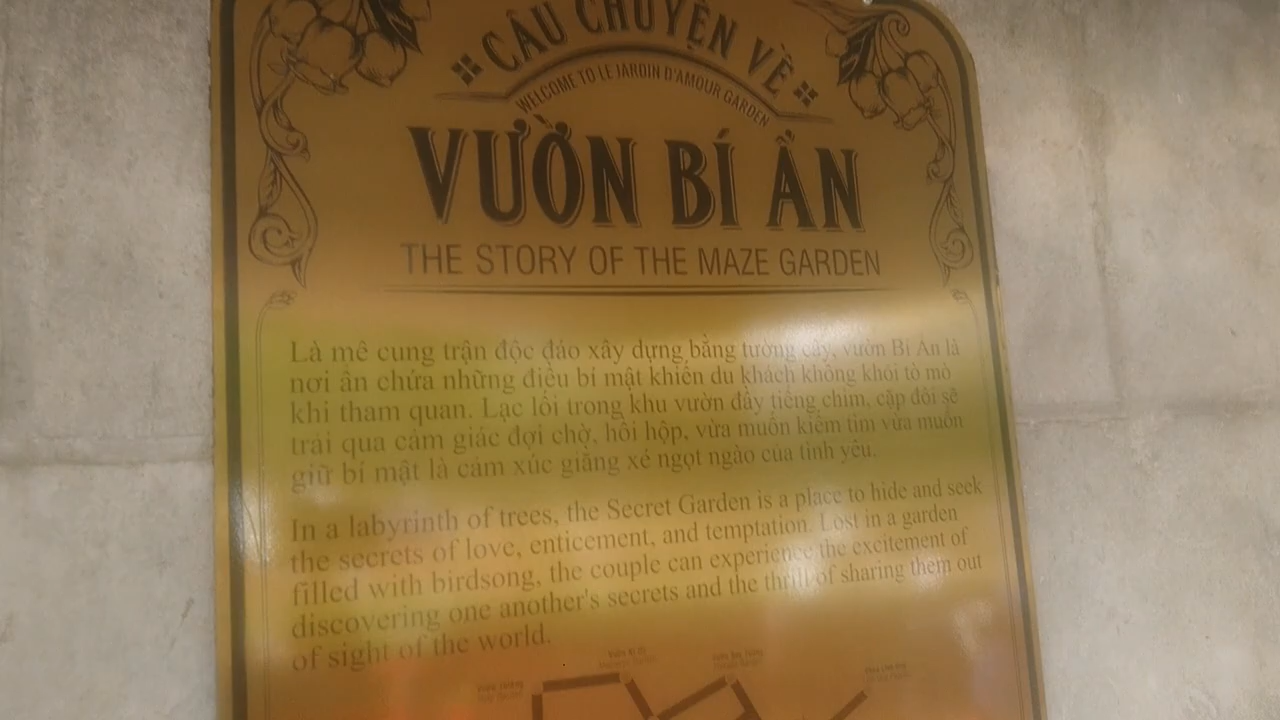 CÂU CHUYỆN VỀ
WELCOME TO LE JARDIN D'AMOUR GARDEN
VƯỜN BÍ ẨN
THE STORY OF THE MAZE GARDEN
Là mê cung trận độc đáo xây dựng bằng tường cây, vườn Bí Ẩn là
nơi ẩn chứa những điều bí mật khiến du khách không khỏi tò mò
khi tham quan. Lạc lối trong khu vườn đầy tiếng chim, cặp đôi sẽ
trải qua cảm giác đợi chờ, hồi hộp, vừa muốn kiếm tìm vừa muốn
giữ bí mật là cảm xúc giằng xé ngọt ngào của tình yêu.
In a labyrinth of trees, the Secret Garden is a place to hide and seek
the secrets of love, enticement, and temptation. Lost in a garden
filled with birdsong, the couple can experience the excitement of
discovering one another's secrets and the thrill of sharing them out
of sight of the world.